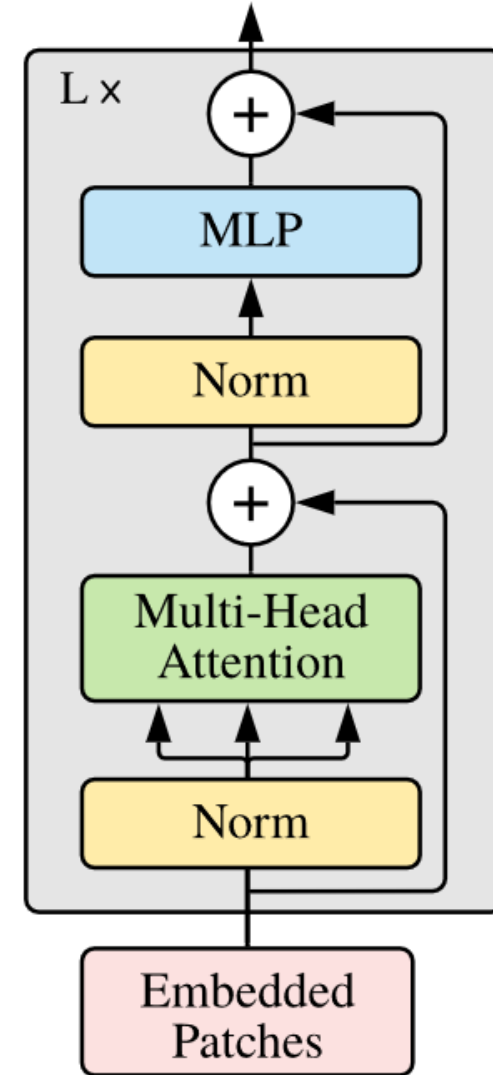 L ×
+
MLP
Norm
+
Multi-Head
Attention
Norm
Embedded
Patches